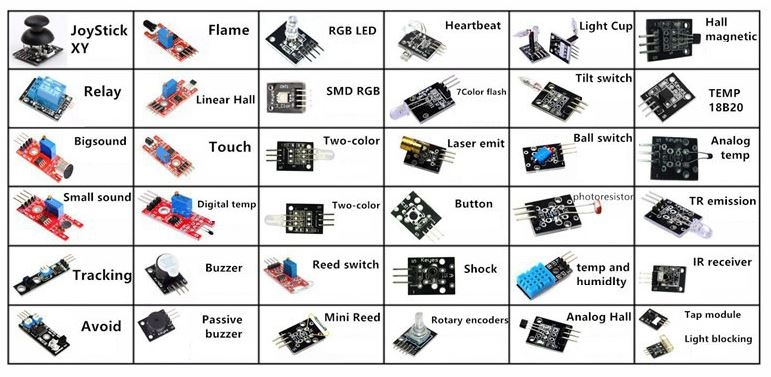 JoyStick
XY
Flame
RGB LED
Heartbeat
Light Cup
Hall
magnetic
Relay
Linear Hall
SMD RGB
7Color flash
Tilt switch
TEMP
18B20
Bigsound
Touch
Two-color
Laser emit
Ball switch
Analog
temp
Small sound
Digital temp
Two-color
Button
photoresistor
TR emission
Tracking
Buzzer
Reed switch
Shock
temp and
humidity
IR receiver
Avoid
Passive
buzzer
Mini Reed
Rotary encoders
Analog Hall
Tap module
Light blocking